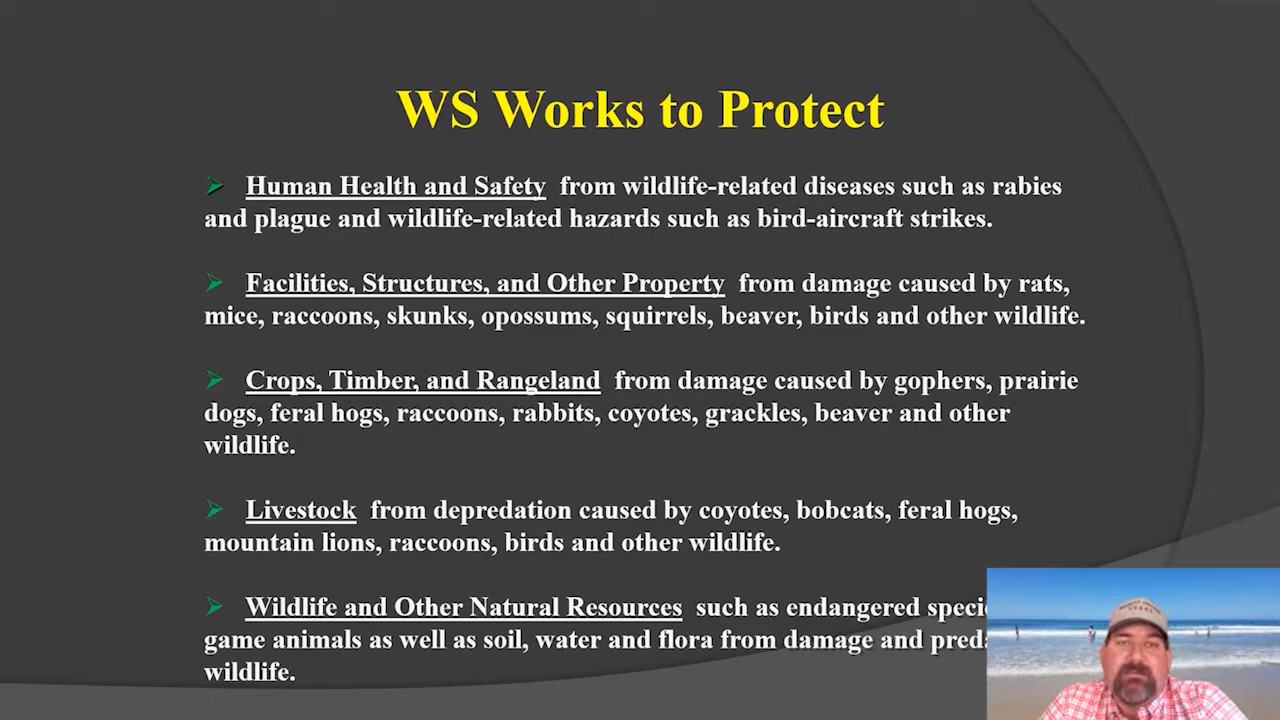 WS Works to Protect
Human Health and Safety from wildlife-related diseases such as rabies
and plague and wildlife-related hazards such as bird-aircraft strikes.
Facilities, Structures, and Other Property from damage caused by rats,
mice, raccoons, skunks, opossums, squirrels, beaver, birds and other wildlife.
Crops, Timber, and Rangeland from damage caused by gophers, prairie
dogs, feral hogs, raccoons, rabbits, coyotes, grackles, beaver and other
wildlife.
Livestock from depredation caused by coyotes, bobcats, feral hogs,
mountain lions, raccoons, birds and other wildlife.
Wildlife and Other Natural Resources such as endangered
game animals as well as soil, water and flora from damage and
wildlife.